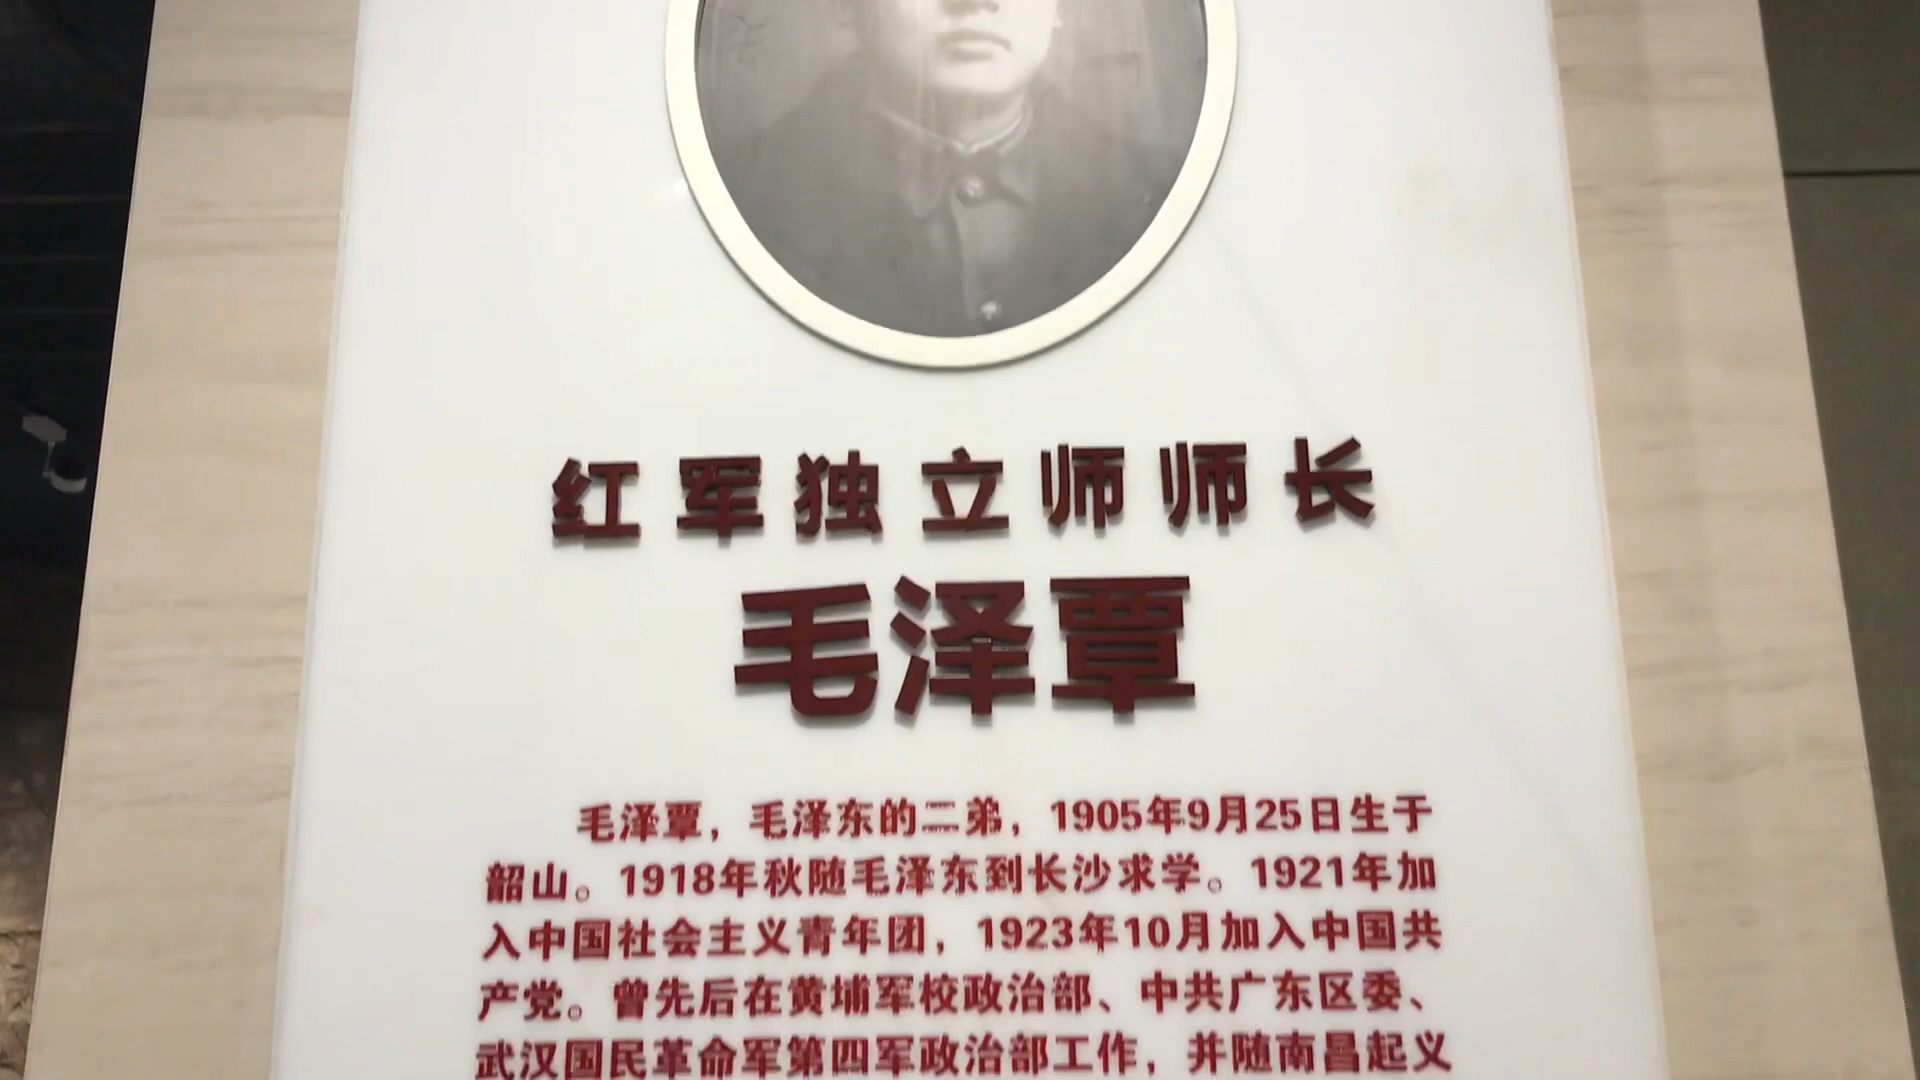 红军独立师师长
毛泽覃
毛泽覃，毛泽东的二弟，1905年9月25日生于
韶山。1918年秋随毛泽东到长沙求学。1921年加
入中国社会主义青年团，1923年10月加入中国共
产党。曾先后在黄埔军校政治部、中共广东区委、
武汉国民革命军第四军政治部工作，并随南昌起义